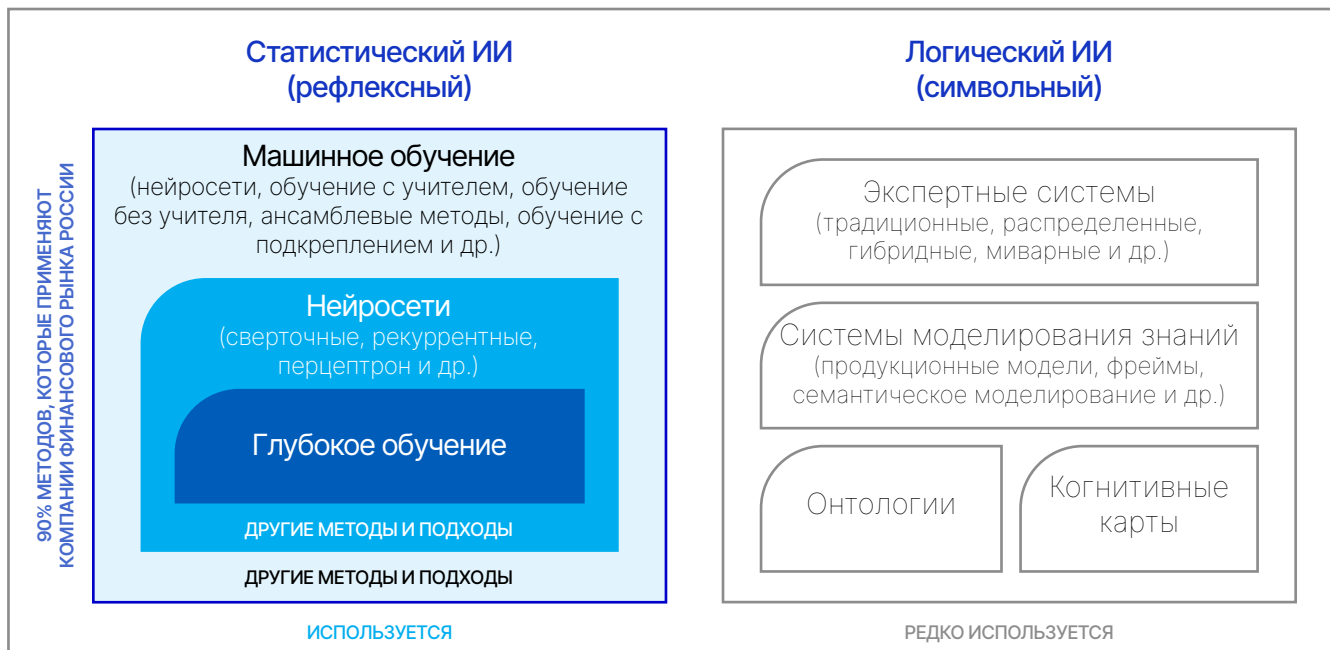 Статистический ИИ
(рефлексный)
90% МЕТОДОВ, КОТОРЫЕ ПРИМЕНЯЮТ
КОМПАНИИ ФИНАНСОВОГО РЫНКА РОССИИ
Машинное обучение
(нейросети, обучение с учителем, обучение
без учителя, ансамблевые методы, обучение с
подкреплением и др.)
Нейросети
(сверточные, рекуррентные,
перцептрон и др.)
Глубокое обучение
ДРУГИЕ МЕТОДЫ И ПОДХОДЫ
ДРУГИЕ МЕТОДЫ И ПОДХОДЫ
ИСПОЛЬЗУЕТСЯ
Логический ИИ
(символьный)
Экспертные системы
(традиционные, распределенные,
гибридные, миварные и др.)
Системы моделирования знаний
(продукционные модели, фреймы,
семантическое моделирование и др.)
Онтологии
Когнитивные
карты
РЕДКО ИСПОЛЬЗУЕТСЯ